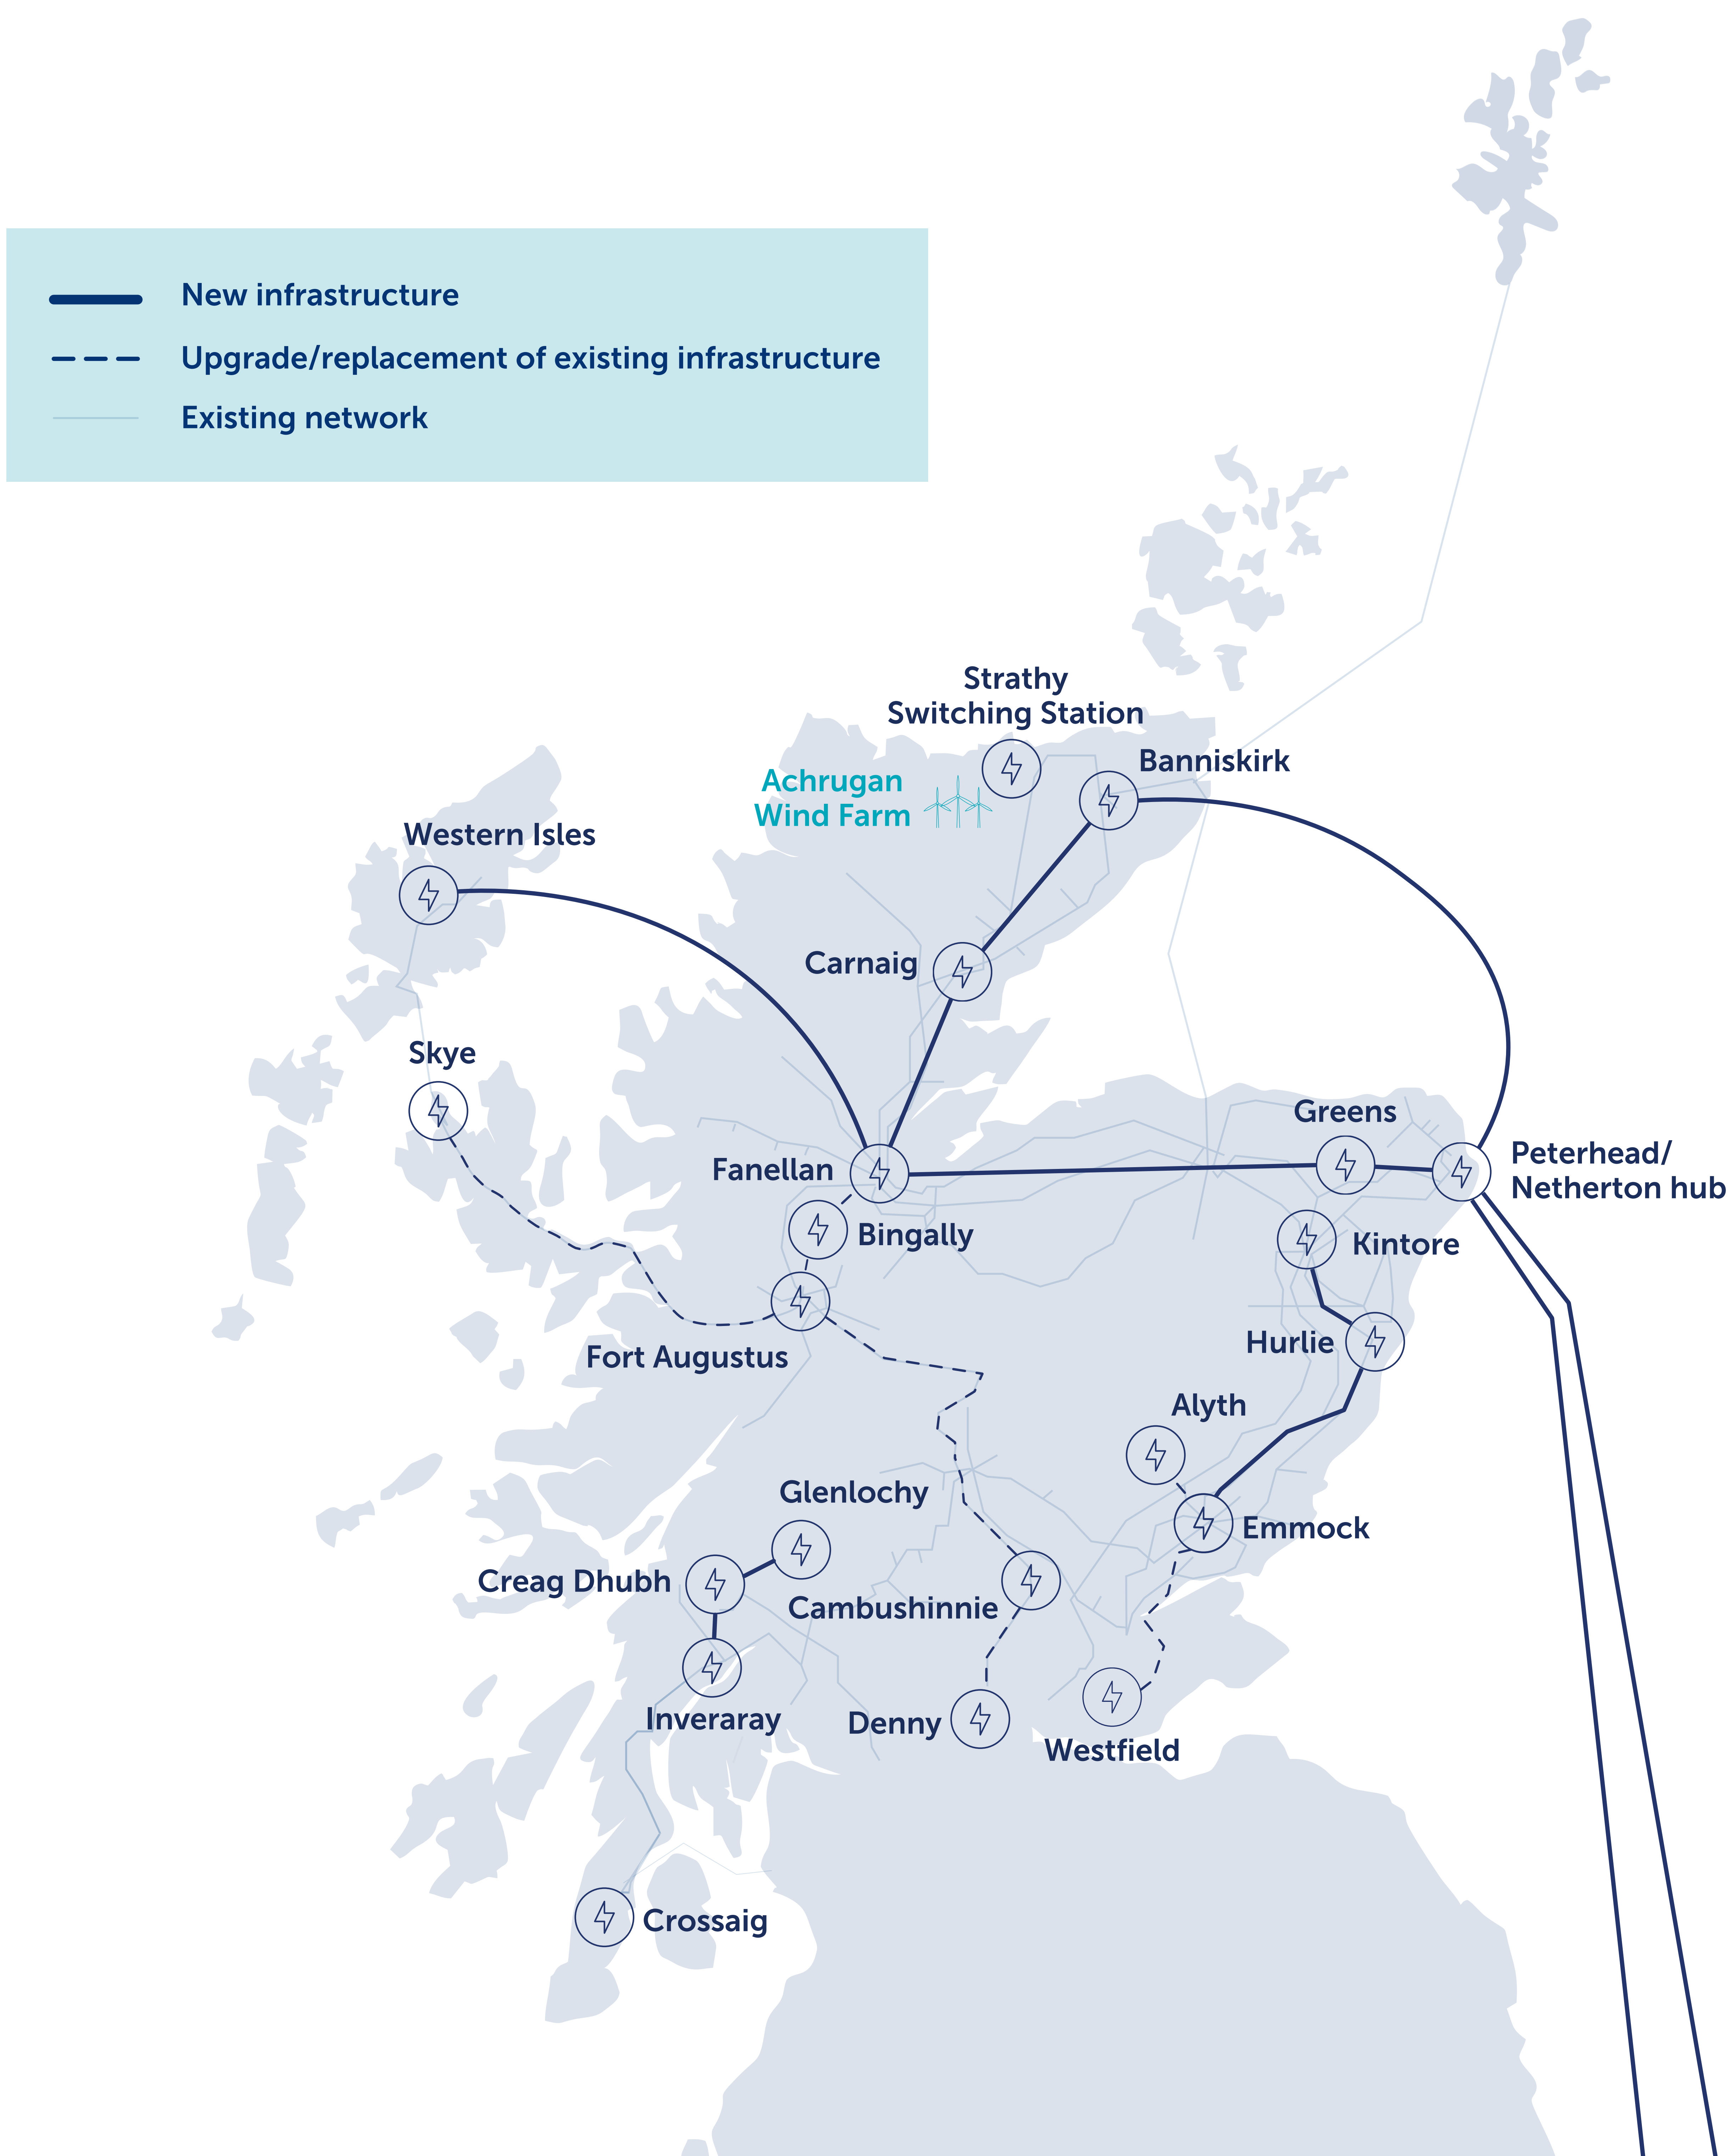 New infrastructure
Upgrade/replacement of existing infrastructure
Existing network
Strathy
Switching Station
Banniskirk
Achrugan
Wind Farm
Western Isles
Carnaig
Skye
Greens
Fanellan
Peterhead/
Netherton hub
Bingally
Kintore
Hurlie
Fort Augustus
Alyth
Glenlochy
Emmock
Creag Dhubh
Cambushinnie
Inveraray
Denny
Westfield
Crossaig